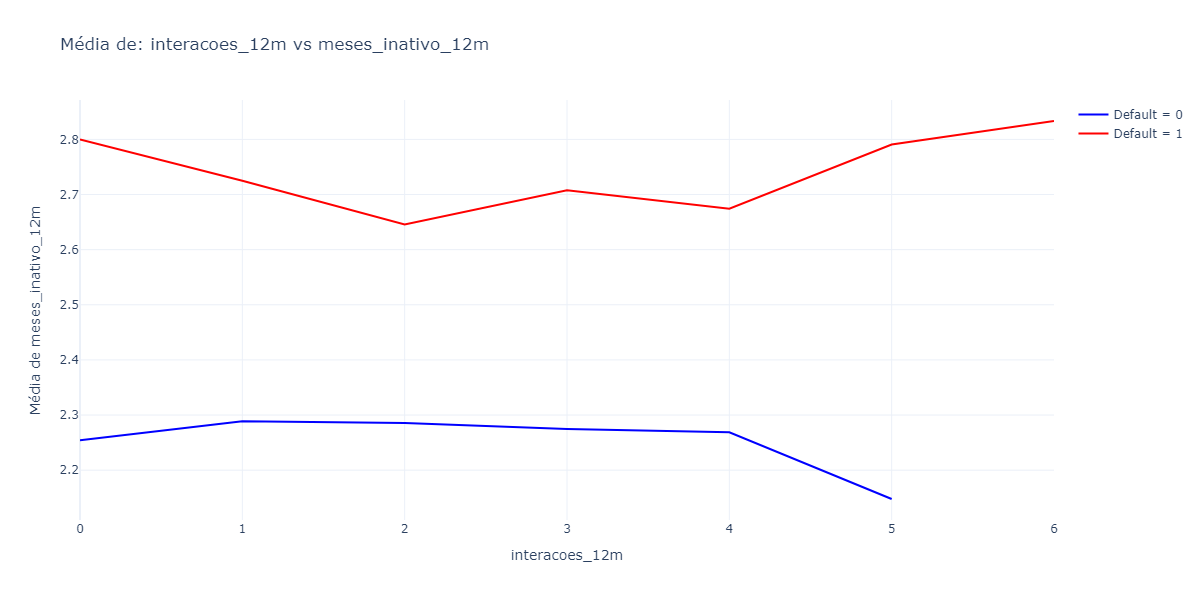 Média de: interacoes_12m vs meses_inativo_12m
Default = 0
Default = 1
Média de meses_inativo_12m
2.8
2.7
2.6
2.5
2.4
2.3
2.2
0 1 2 3 4 5 6
interacoes_12m